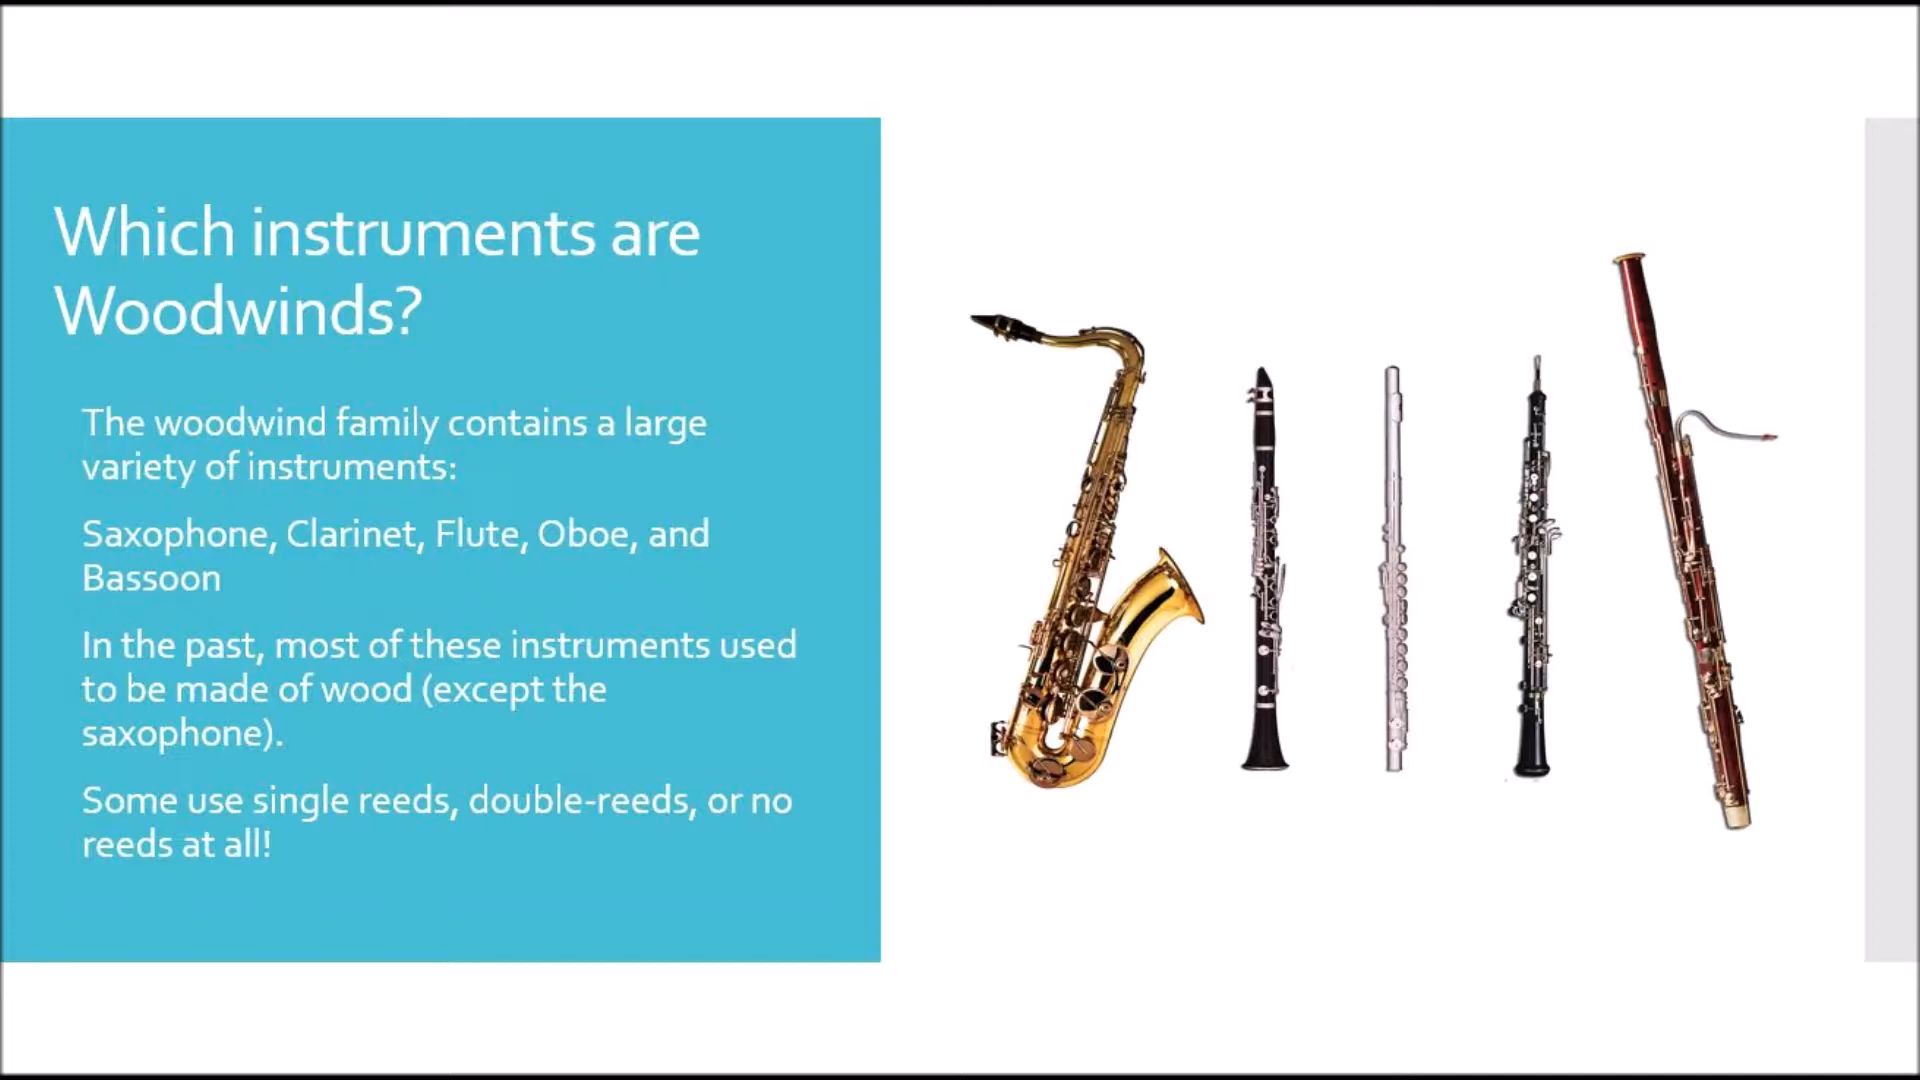 Which instruments are
Woodwinds?
The woodwind family contains a large
variety of instruments:
Saxophone, Clarinet, Flute, Oboe, and
Bassoon
In the past, most of these instruments used
to be made of wood (except the
saxophone).
Some use single reeds, double-reeds, or no
reeds at all!